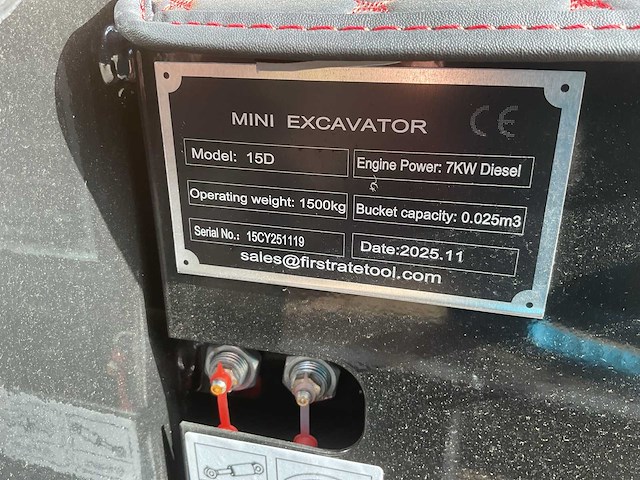 MINI EXCAVATOR CE
Model: 15D
Engine Power: 7KW Diesel
Operating weight: 1500kg
Bucket capacity: 0.025m3
Serial No.: 15CY251119
Date:2025.11
sales@firstratetool.com